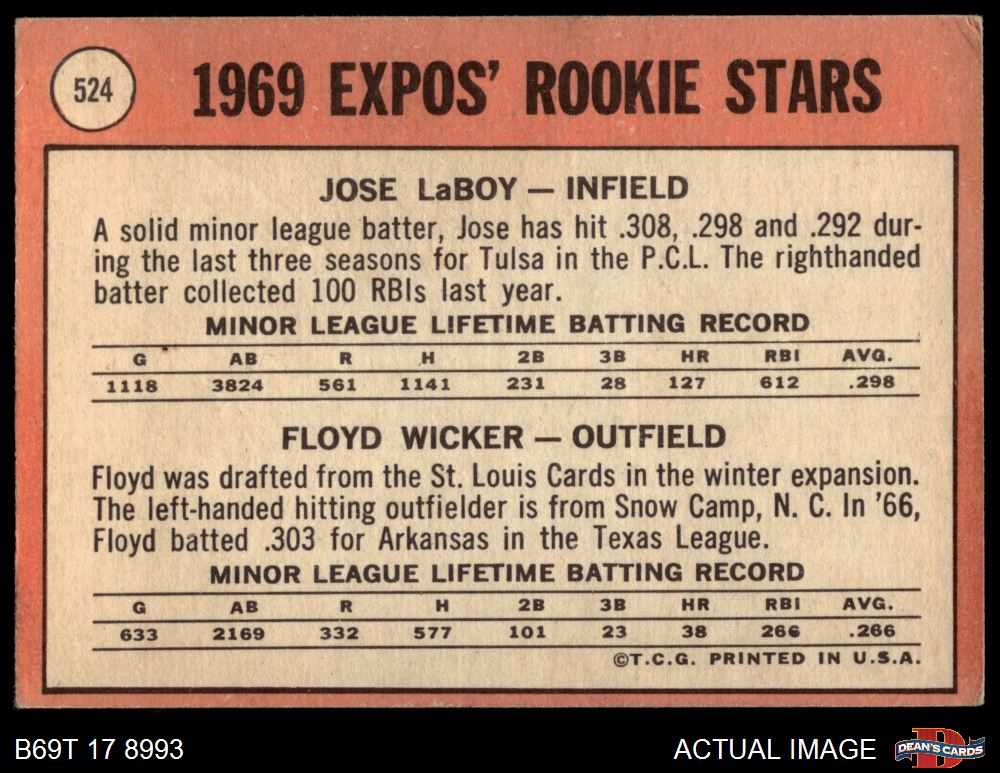 524
1969 EXPOS' ROOKIE STARS
JOSE LaBOY — INFIELD
A solid minor league batter, Jose has hit .308, .298 and .292 dur-
ing the last three seasons for Tulsa in the P.C.L. The righthanded
batter collected 100 RBIs last year.
MINOR LEAGUE LIFETIME BATTING RECORD
G AB R H 2B 3B HR RBI AVG.
1118 3824 561 1141 231 28 127 612 .298
FLOYD WICKER — OUTFIELD
Floyd was drafted from the St. Louis Cards in the winter expansion.
The left-handed hitting outfielder is from Snow Camp, N. C. In '66,
Floyd batted .303 for Arkansas in the Texas League.
MINOR LEAGUE LIFETIME BATTING RECORD
G AB R H 2B 3B HR RBI AVG.
633 2169 332 577 101 23 38 266 .266
©T.C.G. PRINTED IN U.S.A.
B69T 17 8993 ACTUAL IMAGE D DEAN'S CARDS